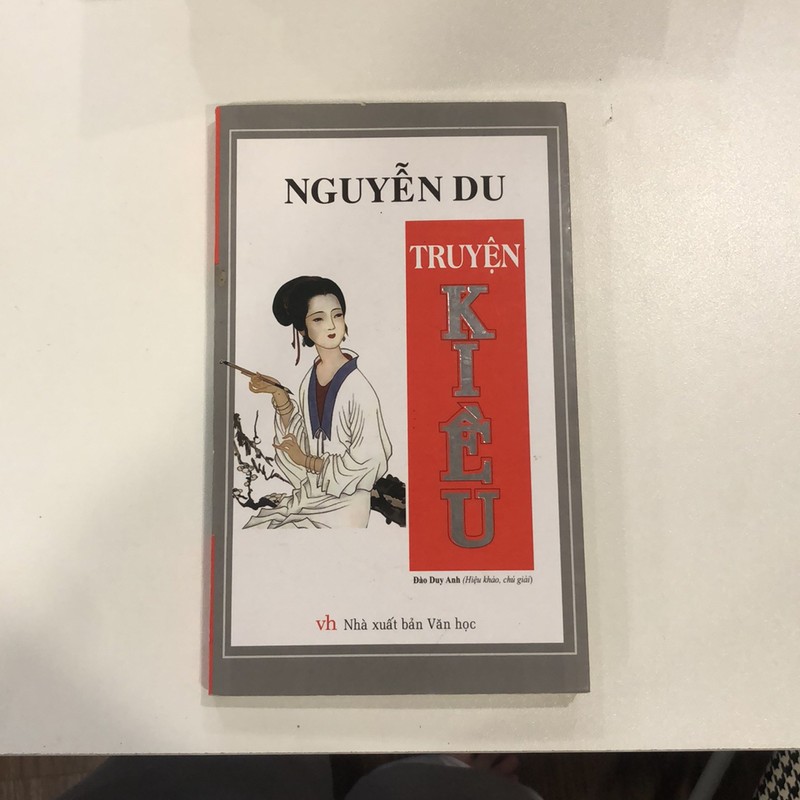 NGUYỄN DU
TRUYỆN
KIỀU
Đào Duy Anh (Hiệu khảo, chú giải)
vh Nhà xuất bản Văn học